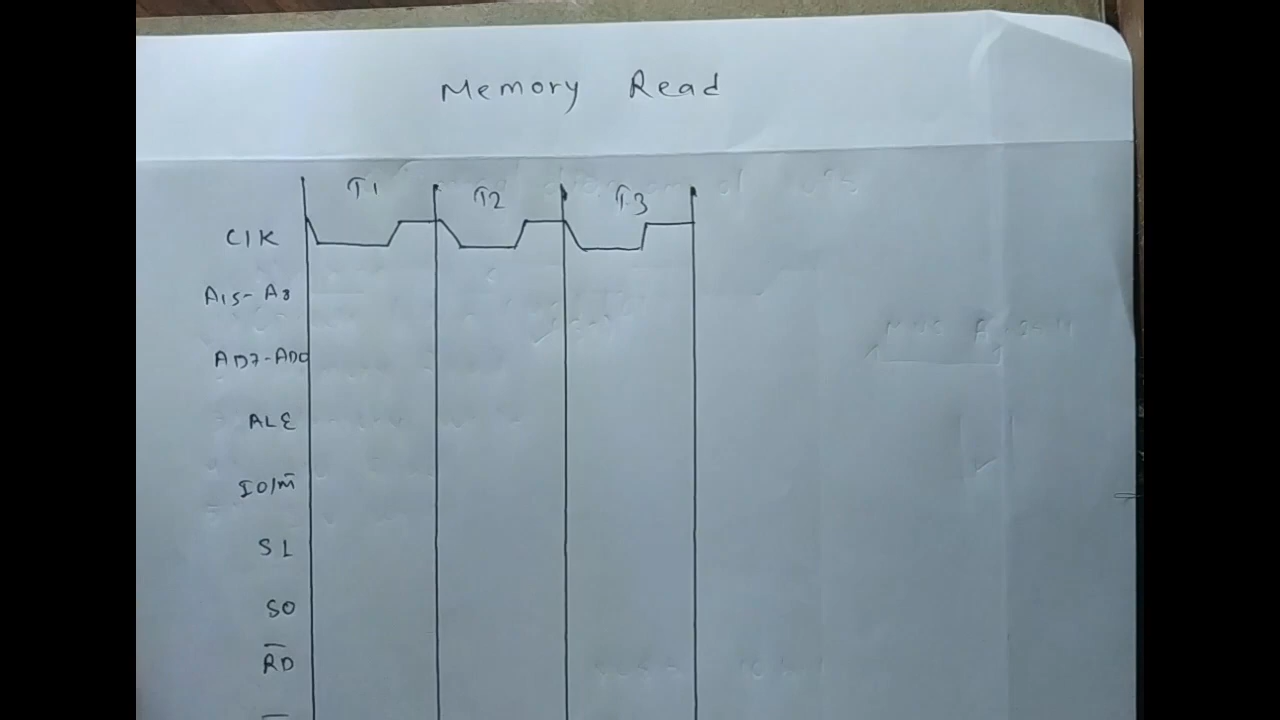 Memory Read
T1 T2 T3
CLK
A15-A8
AD7-AD0
ALE
IO/M̅
S1
S0
R̅D̅